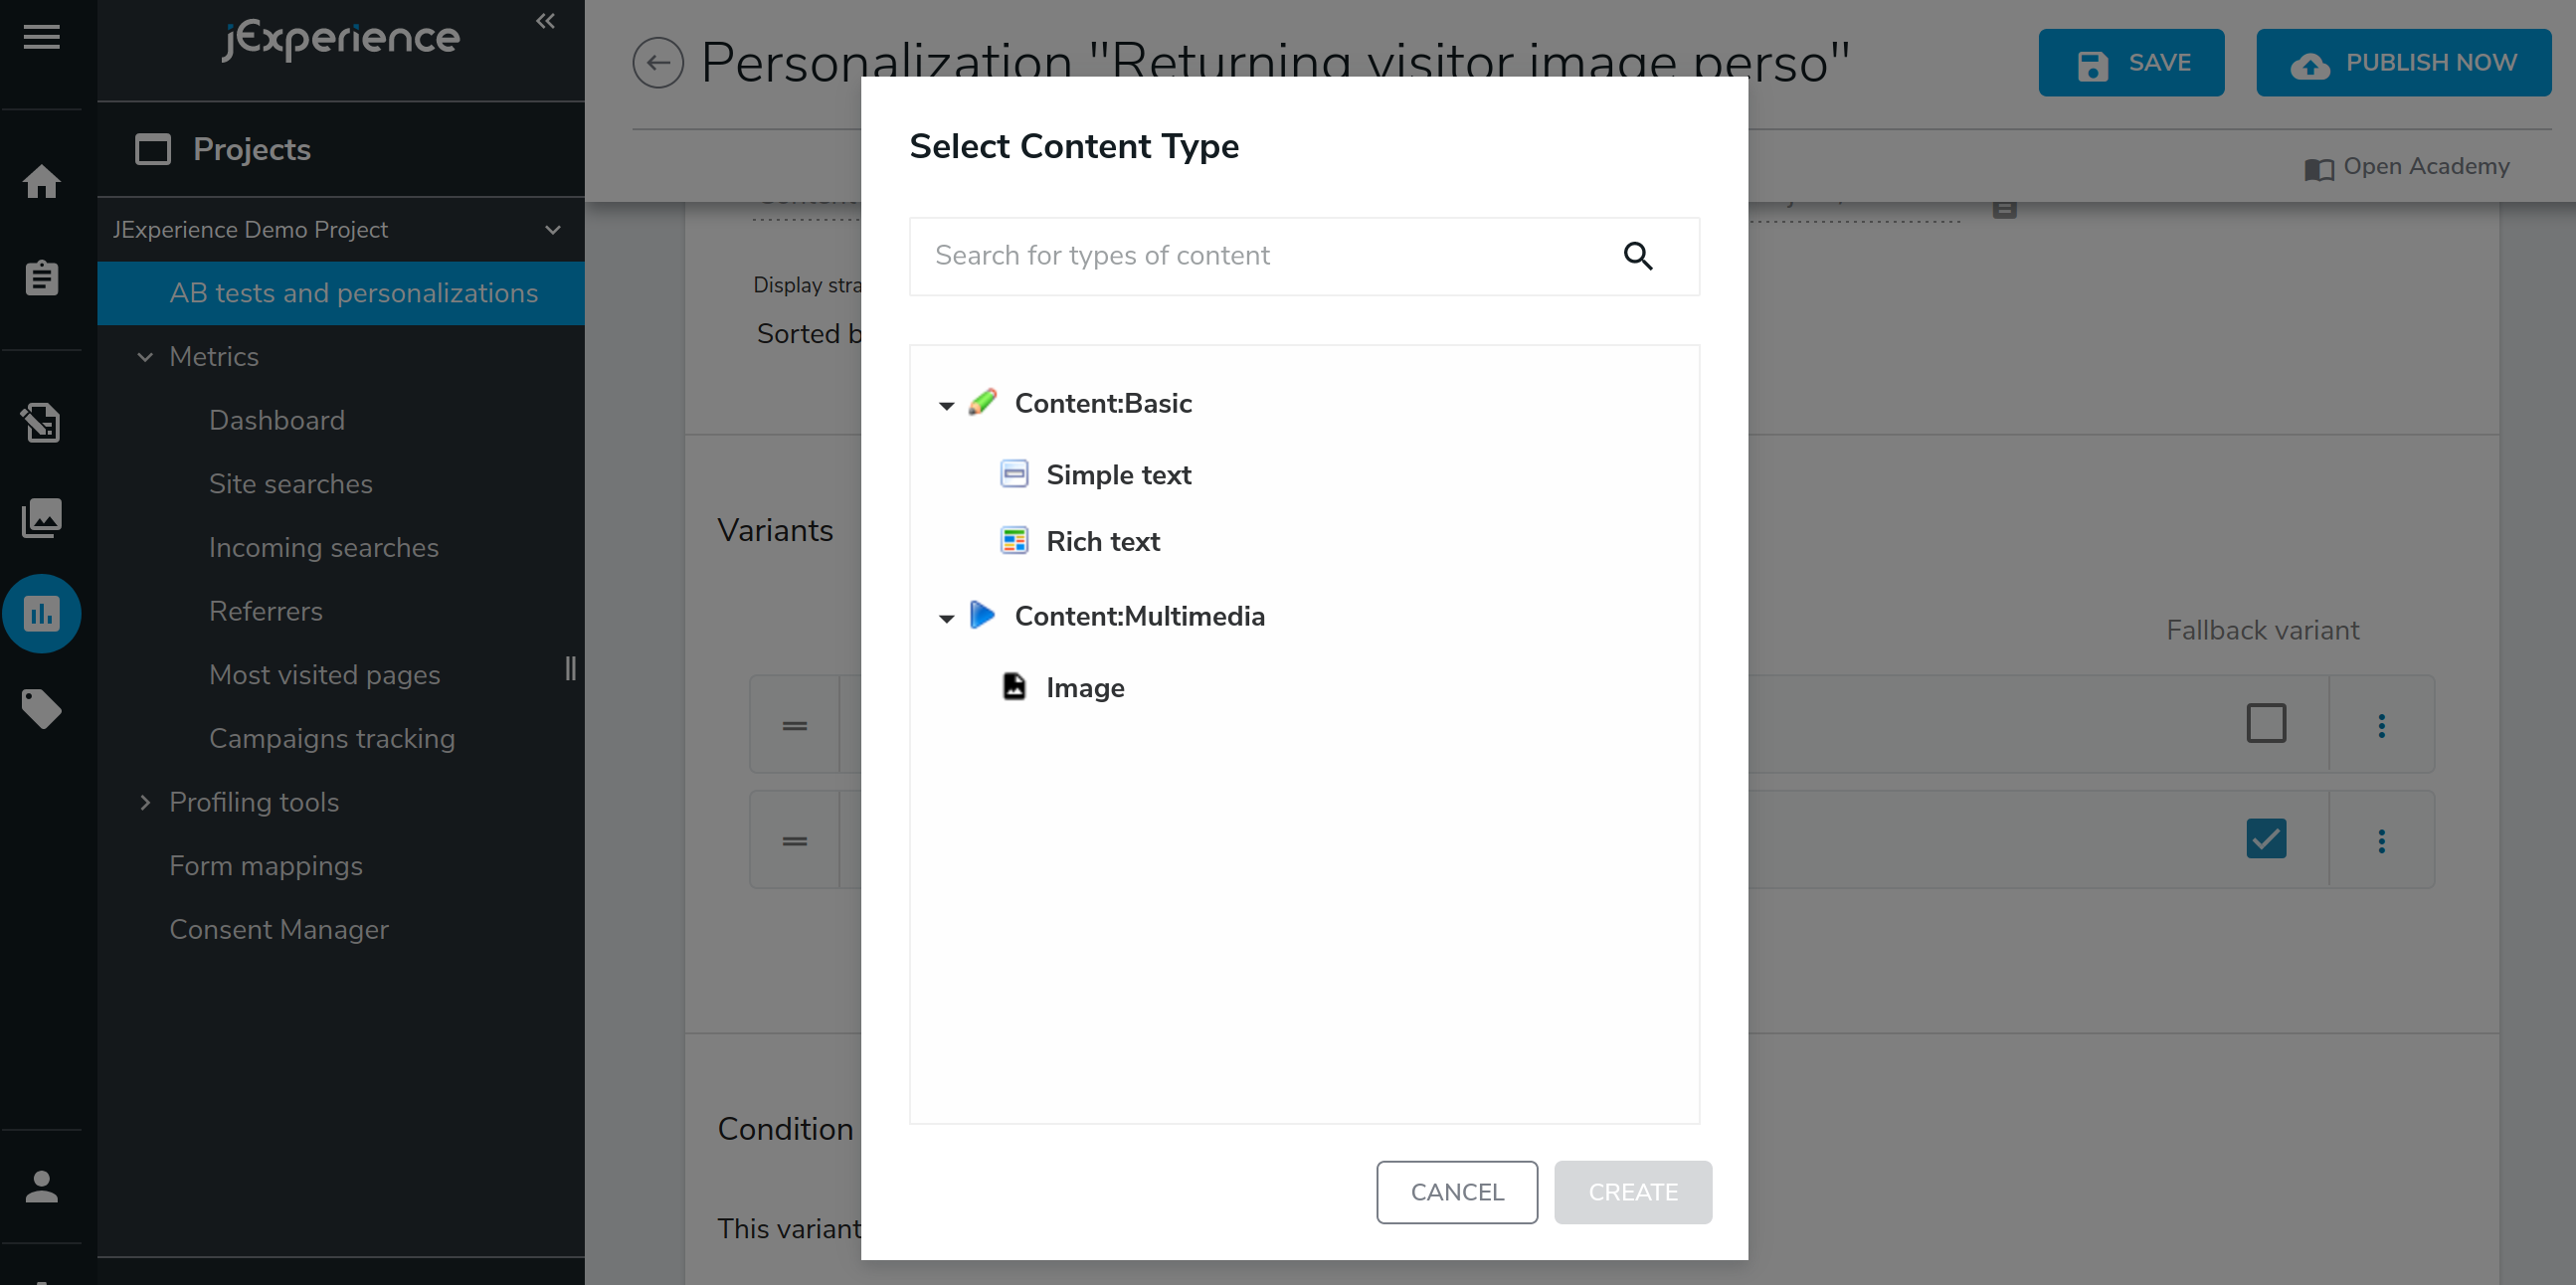 jExperience
Projects
JExperience Demo Project
AB tests and personalizations
Metrics
Dashboard
Site searches
Incoming searches
Referrers
Most visited pages
Campaigns tracking
Profiling tools
Form mappings
Consent Manager
Personalization "Returning visitor image perso"
SAVE
PUBLISH NOW
Open Academy
Display stra
Sorted b
Variants
Fallback variant
Condition
This variant
Select Content Type
Search for types of content
Content:Basic
Simple text
Rich text
Content:Multimedia
Image
CANCEL
CREATE